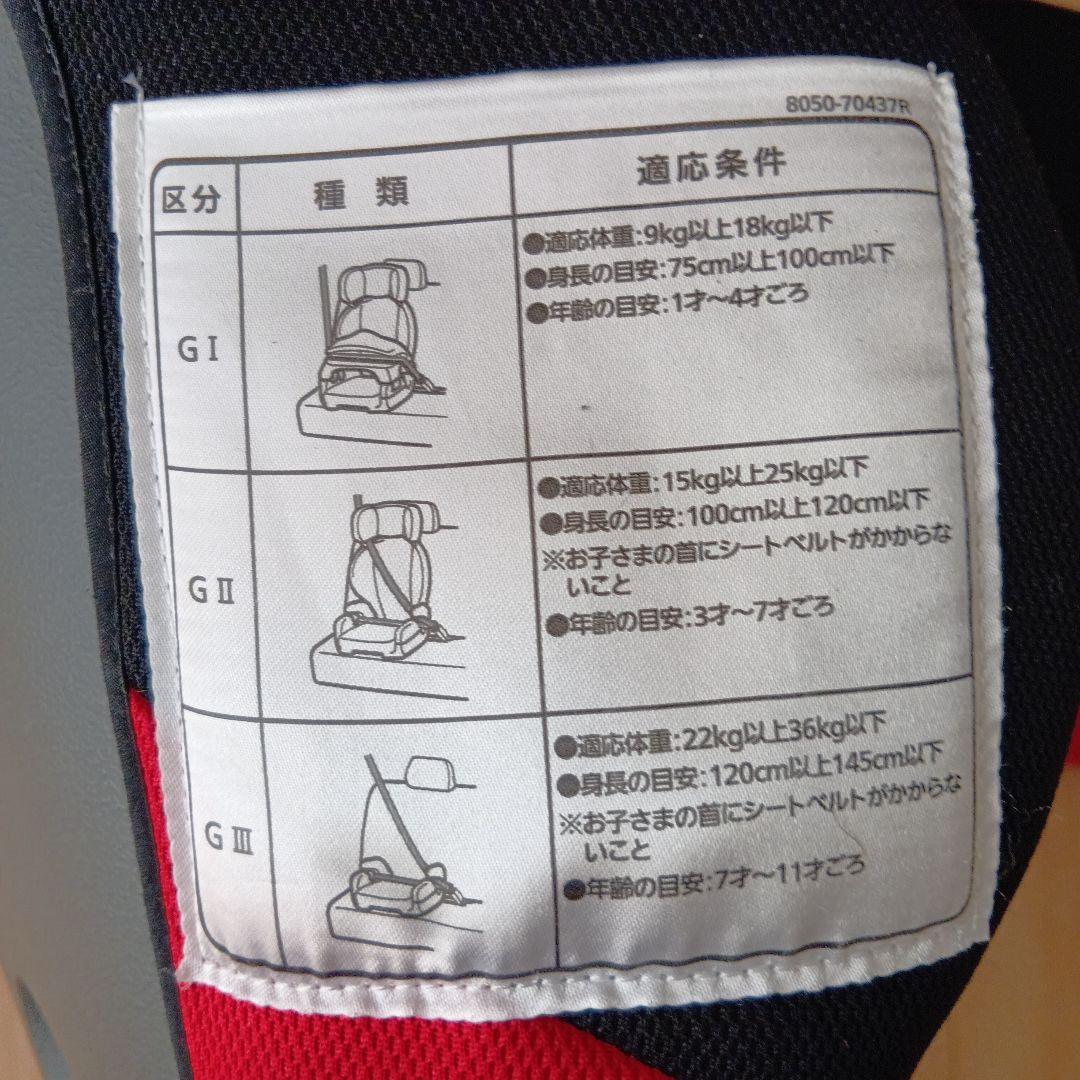 8050-70437R
区分 種類 適応条件
GⅠ
●適応体重:9kg以上18kg以下
●身長の目安:75cm以上100cm以下
●年齢の目安:1才〜4才ごろ
GⅡ
●適応体重:15kg以上25kg以下
●身長の目安:100cm以上120cm以下
※お子さまの首にシートベルトがかからな
いこと
●年齢の目安:3才〜7才ごろ
GⅢ
●適応体重:22kg以上36kg以下
●身長の目安:120cm以上145cm以下
※お子さまの首にシートベルトがかからな
いこと
●年齢の目安:7才〜11才ごろ